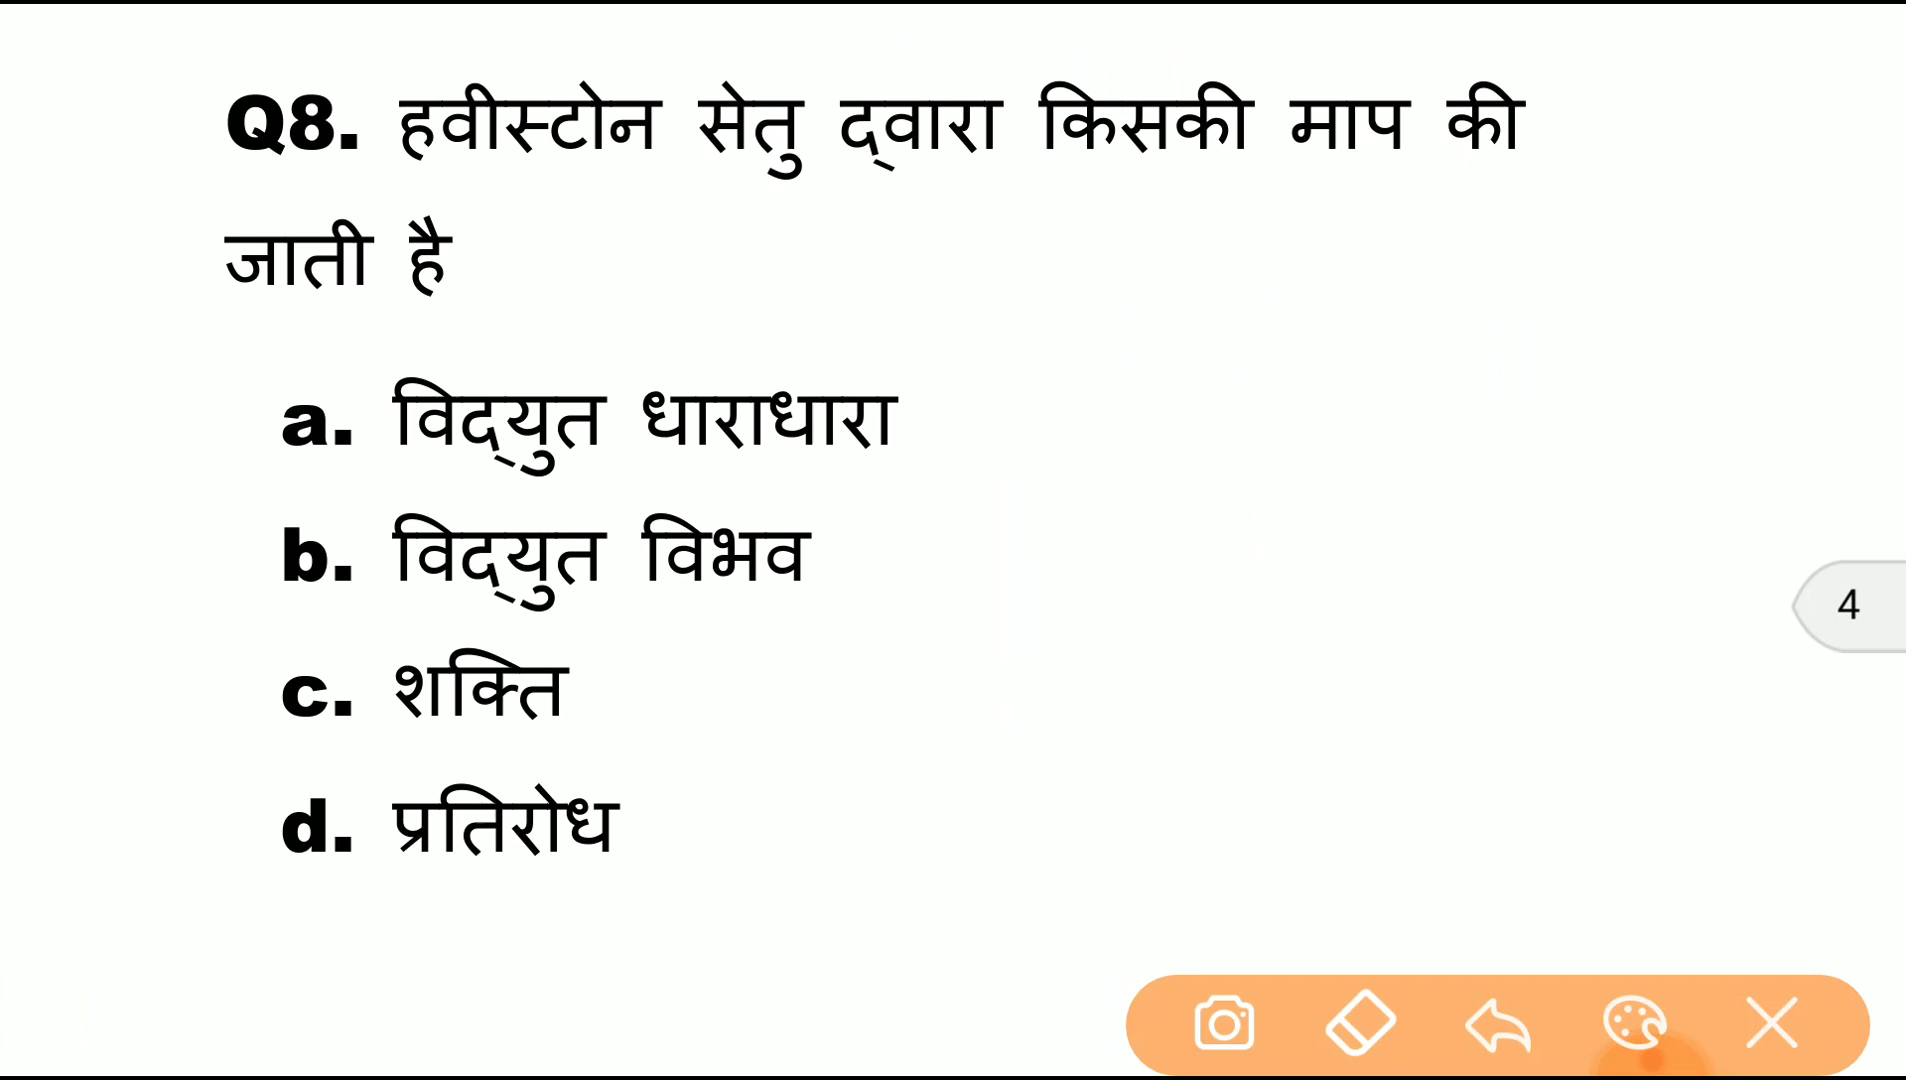 Q8. हवीस्टोन सेतु द्वारा किसकी माप की
जाती है
a. विद्युत धाराधारा
b. विद्युत विभव
c. शक्ति
d. प्रतिरोध
4